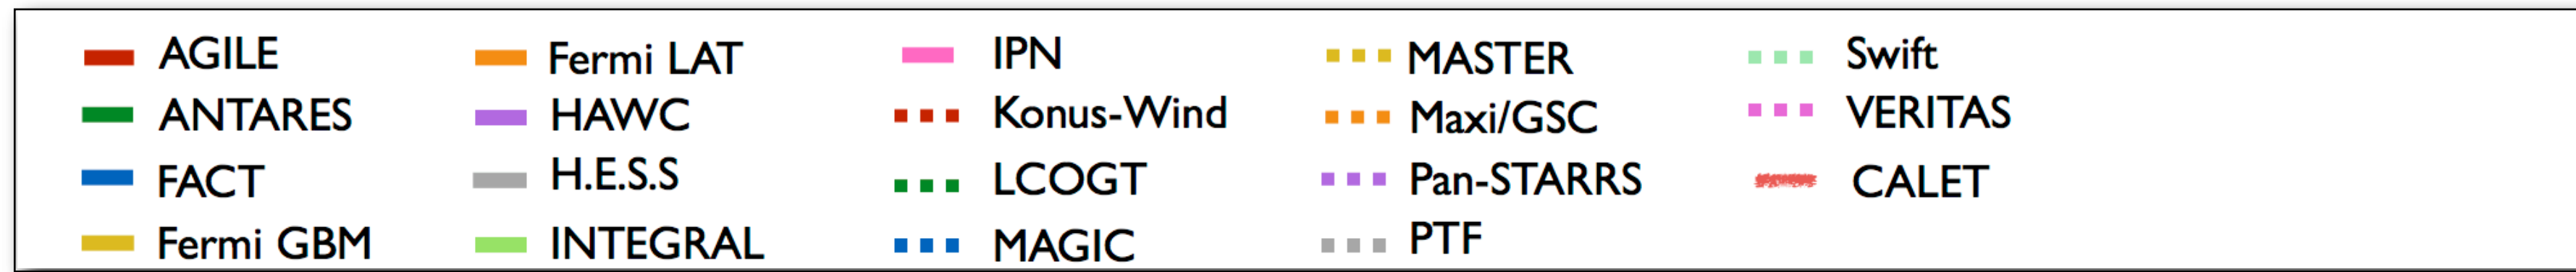 AGILE
ANTARES
FACT
Fermi GBM
Fermi LAT
HAWC
H.E.S.S
INTEGRAL
IPN
Konus-Wind
LCOGT
MAGIC
MASTER
Maxi/GSC
Pan-STARRS
PTF
Swift
VERITAS
CALET